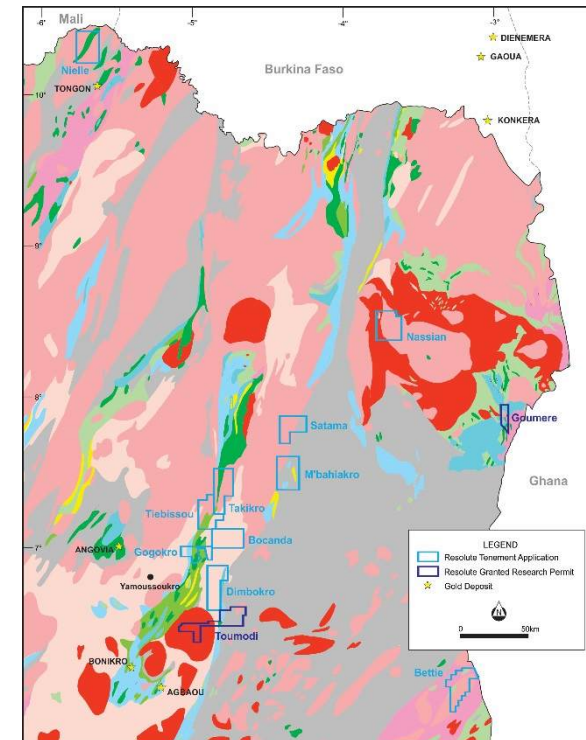 -6°
-5°
-4°
-3°
Mali
DIENEMERA
GAOUA
Nielle
Burkina Faso
TONGON
10°
KONKERA
9°
Nassian
8°
Goumere
Satama
M'bahiakro
Ghana
Tiebissou
Takikro
Bocanda
7°
ANGOVIA
Gogokro
Yamoussoukro
Dimbokro
Toumodi
BONIKRO
AGBAOU
Bettie
LEGEND
Resolute Tenement Application
Resolute Granted Research Permit
Gold Deposit
N
0
50km